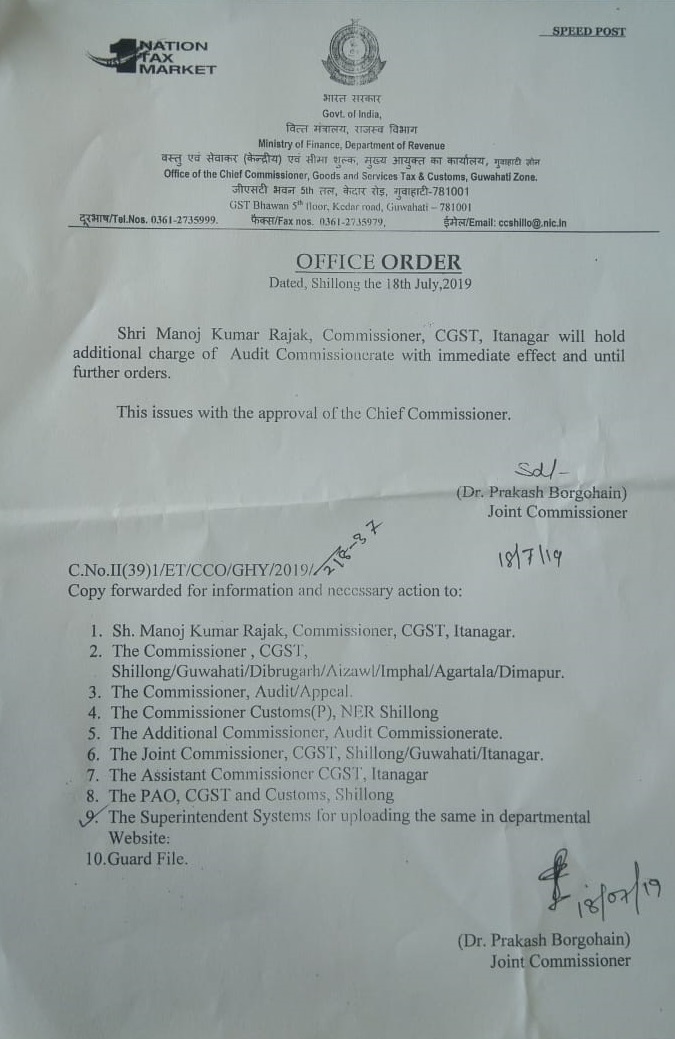 SPEED POST
1 NATION
TAX
MARKET
भारत सरकार
Govt. of India,
वित्त मंत्रालय, राजस्व विभाग
Ministry of Finance, Department of Revenue
वस्तु एवं सेवाकर (केन्द्रीय) एवं सीमा शुल्क, मुख्य आयुक्त का कार्यालय, गुवाहाटी ज़ोन
Office of the Chief Commissioner, Goods and Services Tax & Customs, Guwahati Zone.
जीएसटी भवन 5th तल, केदार रोड़, गुवाहाटी-781001
GST Bhawan 5th floor, Kedar road, Guwahati – 781001
दूरभाष/Tel.Nos. 0361-2735999. फैक्स/Fax nos. 0361-2735979, ईमेल/Email: ccshillo@.nic.in
OFFICE ORDER
Dated, Shillong the 18th July,2019
Shri Manoj Kumar Rajak, Commissioner, CGST, Itanagar will hold
additional charge of Audit Commissionerate with immediate effect and until
further orders.
This issues with the approval of the Chief Commissioner.
Sd/-
(Dr. Prakash Borgohain)
Joint Commissioner
18/7/19
C.No.II(39)1/ET/CCO/GHY/2019/218-37
Copy forwarded for information and necessary action to:
1. Sh. Manoj Kumar Rajak, Commissioner, CGST, Itanagar.
2. The Commissioner , CGST,
Shillong/Guwahati/Dibrugarh/Aizawl/Imphal/Agartala/Dimapur.
3. The Commissioner, Audit/Appeal.
4. The Commissioner Customs(P), NER Shillong
5. The Additional Commissioner, Audit Commissionerate.
6. The Joint Commissioner, CGST, Shillong/Guwahati/Itanagar.
7. The Assistant Commissioner CGST, Itanagar
8. The PAO, CGST and Customs, Shillong
9. The Superintendent Systems for uploading the same in departmental
Website:
10.Guard File.
18/07/19
(Dr. Prakash Borgohain)
Joint Commissioner